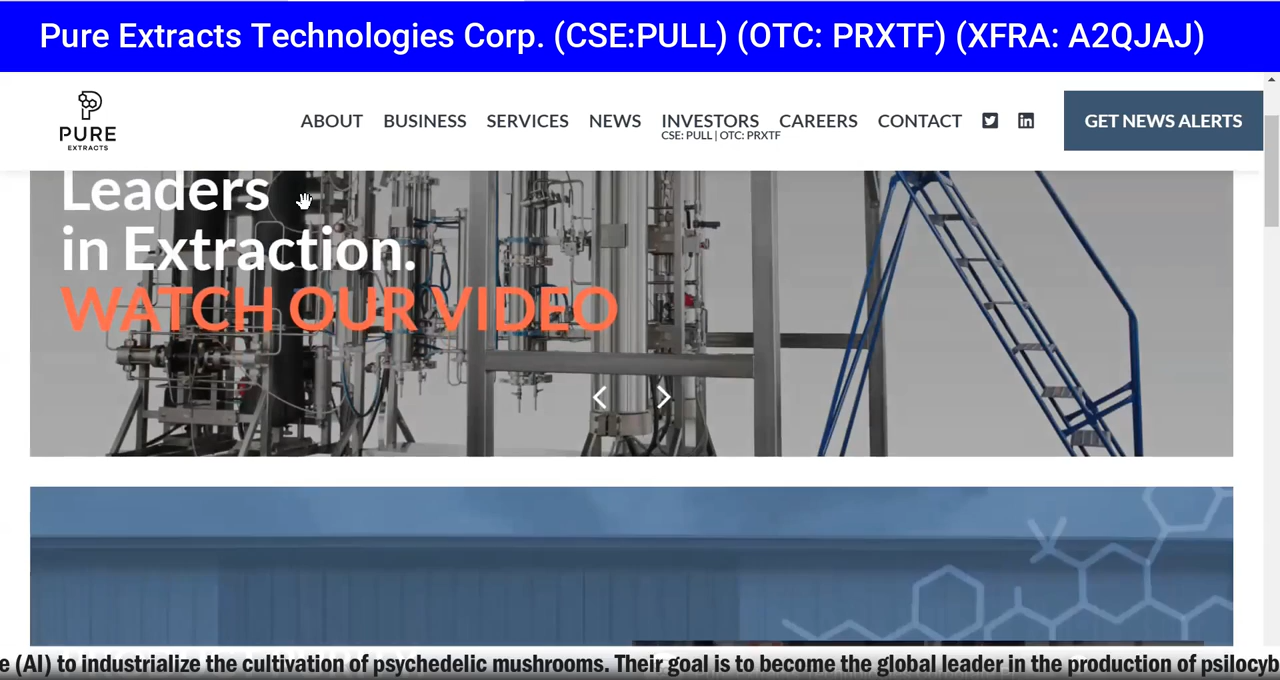 Pure Extracts Technologies Corp. (CSE:PULL) (OTC: PRXTF) (XFRA: A2QJAJ)
PURE
EXTRACTS
ABOUT BUSINESS SERVICES NEWS INVESTORS CAREERS CONTACT GET NEWS ALERTS
CSE: PULL | OTC: PRXTF
Leaders
in Extraction.
WATCH OUR VIDEO
(AI) to industrialize the cultivation of psychedelic mushrooms. Their goal is to become the global leader in the production of